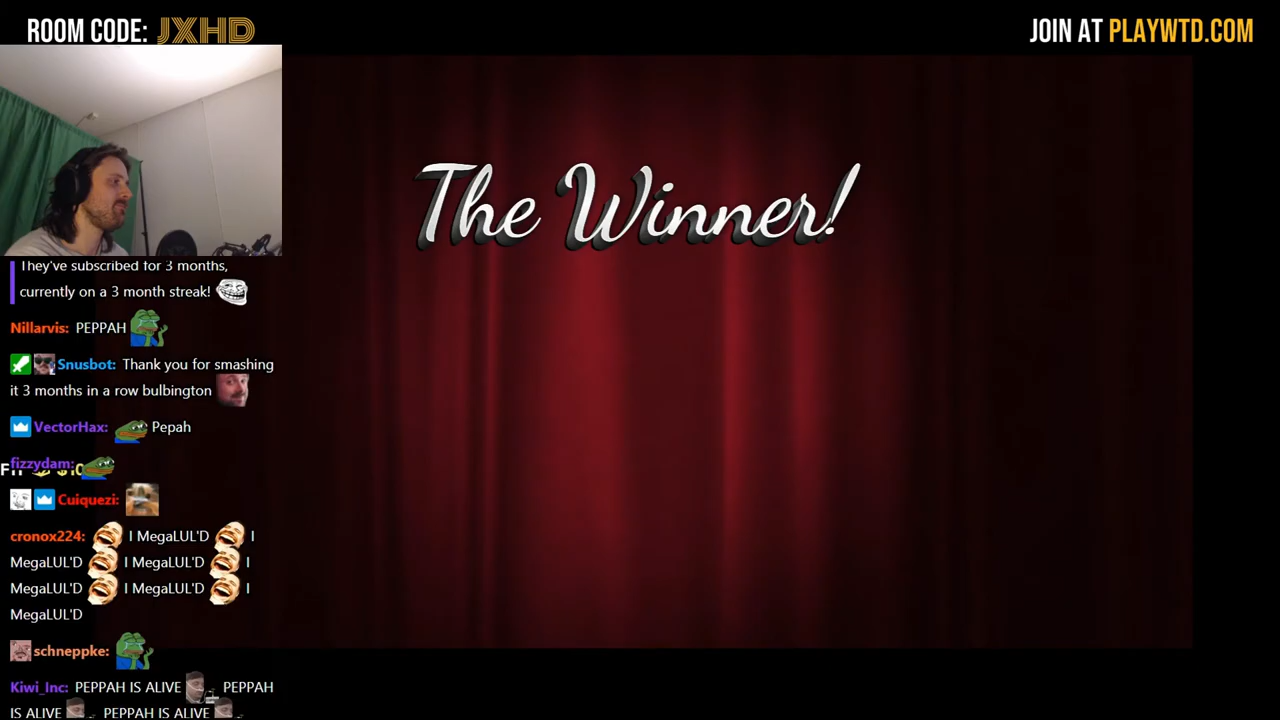 ROOM CODE: JXHD
JOIN AT PLAYWTD.COM
The Winner!
They've subscribed for 3 months,
currently on a 3 month streak!
Nillarvis: PEPPAH
Snusbot: Thank you for smashing
it 3 months in a row bulbington
VectorHax: Pepah
fizzydam:
Cuiquezi:
cronox224: I MegaLUL'D I
MegaLUL'D I MegaLUL'D I
MegaLUL'D I MegaLUL'D I
MegaLUL'D
schneppke:
Kiwi_Inc: PEPPAH IS ALIVE PEPPAH
IS ALIVE PEPPAH IS ALIVE